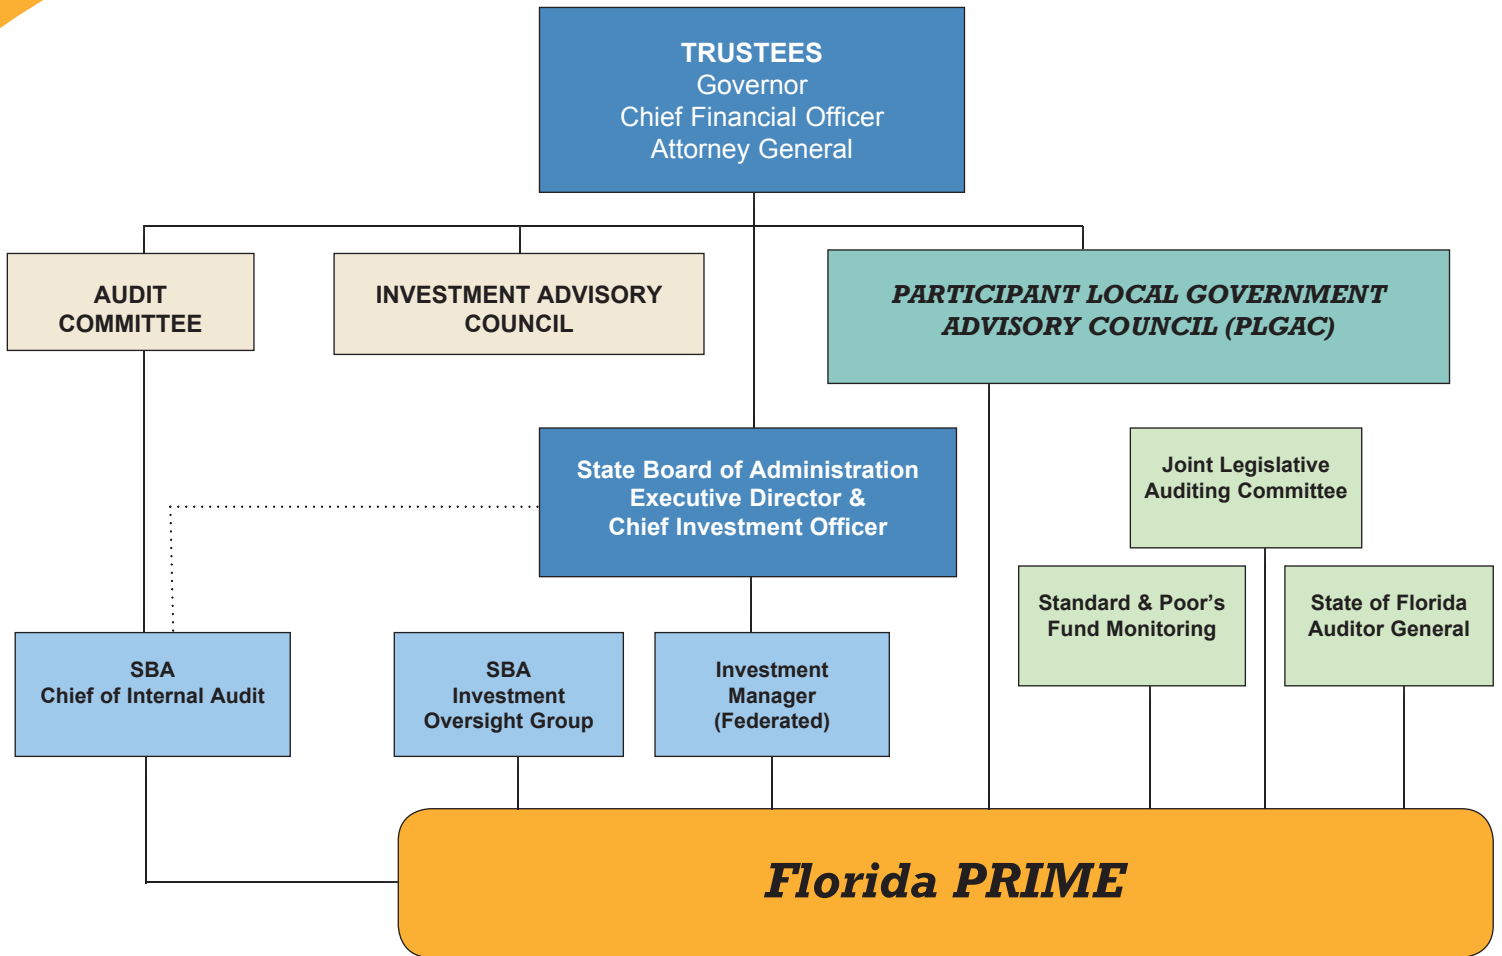 TRUSTEES
Governor
Chief Financial Officer
Attorney General
AUDIT
COMMITTEE
INVESTMENT ADVISORY
COUNCIL
PARTICIPANT LOCAL GOVERNMENT
ADVISORY COUNCIL (PLGAC)
State Board of Administration
Executive Director &
Chief Investment Officer
Joint Legislative
Auditing Committee
Standard & Poor's
Fund Monitoring
State of Florida
Auditor General
SBA
Chief of Internal Audit
SBA
Investment
Oversight Group
Investment
Manager
(Federated)
Florida PRIME